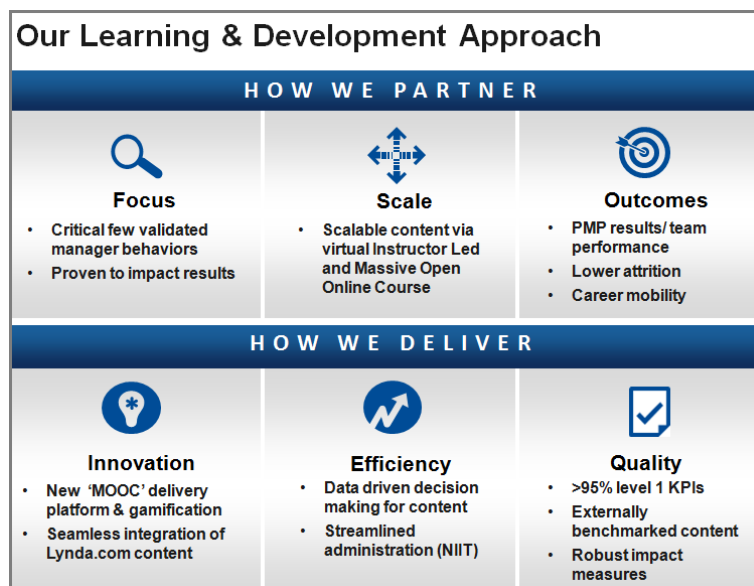 Our Learning & Development Approach
HOW WE PARTNER
Focus
• Critical few validated
manager behaviors
• Proven to impact results
Scale
• Scalable content via
virtual Instructor Led
and Massive Open
Online Course
Outcomes
• PMP results/ team
performance
• Lower attrition
• Career mobility
HOW WE DELIVER
Innovation
• New ‘MOOC’ delivery
platform & gamification
• Seamless integration of
Lynda.com content
Efficiency
• Data driven decision
making for content
• Streamlined
administration (NIIT)
Quality
• >95% level 1 KPIs
• Externally
benchmarked content
• Robust impact
measures